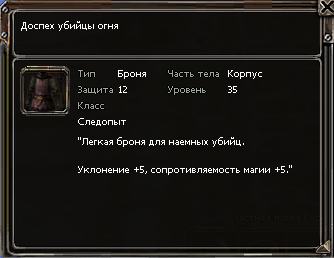 Доспех убийцы огня
Тип Броня Часть тела Корпус
Защита 12 Уровень 35
Класс
Следопыт
"Легкая броня для наемных убийц.
Уклонение +5, сопротивляемость магии +5."